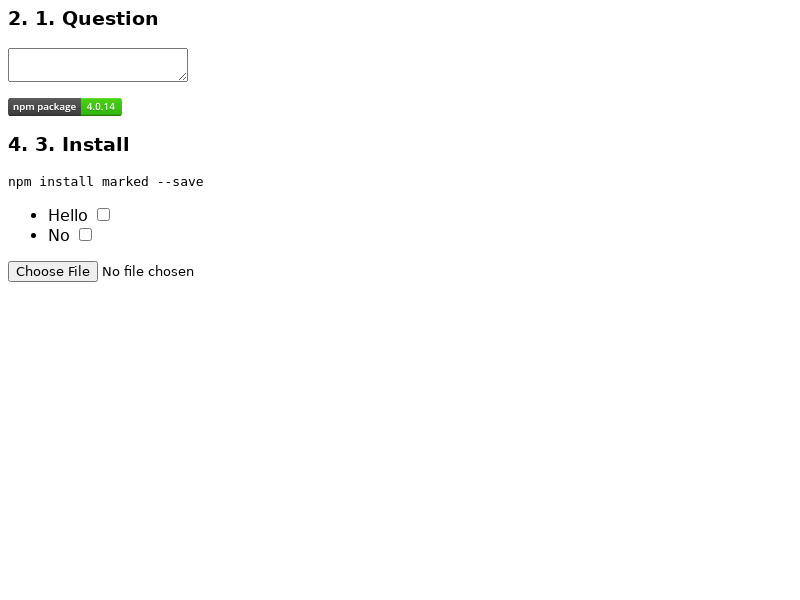 2. 1. Question
npm package 4.0.14
4. 3. Install
npm install marked --save
Hello
No
Choose File No file chosen